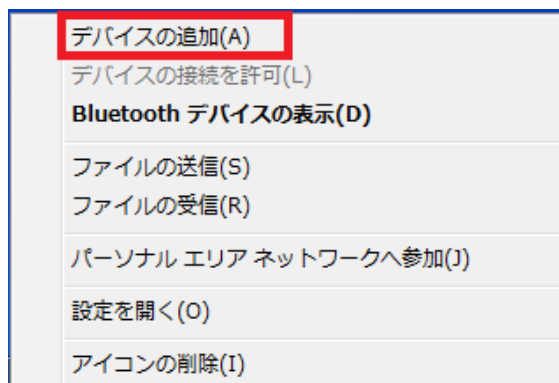 デバイスの追加(A)
デバイスの接続を許可(L)
Bluetooth デバイスの表示(D)
ファイルの送信(S)
ファイルの受信(R)
パーソナル エリア ネットワークへ参加(J)
設定を開く(O)
アイコンの削除(I)